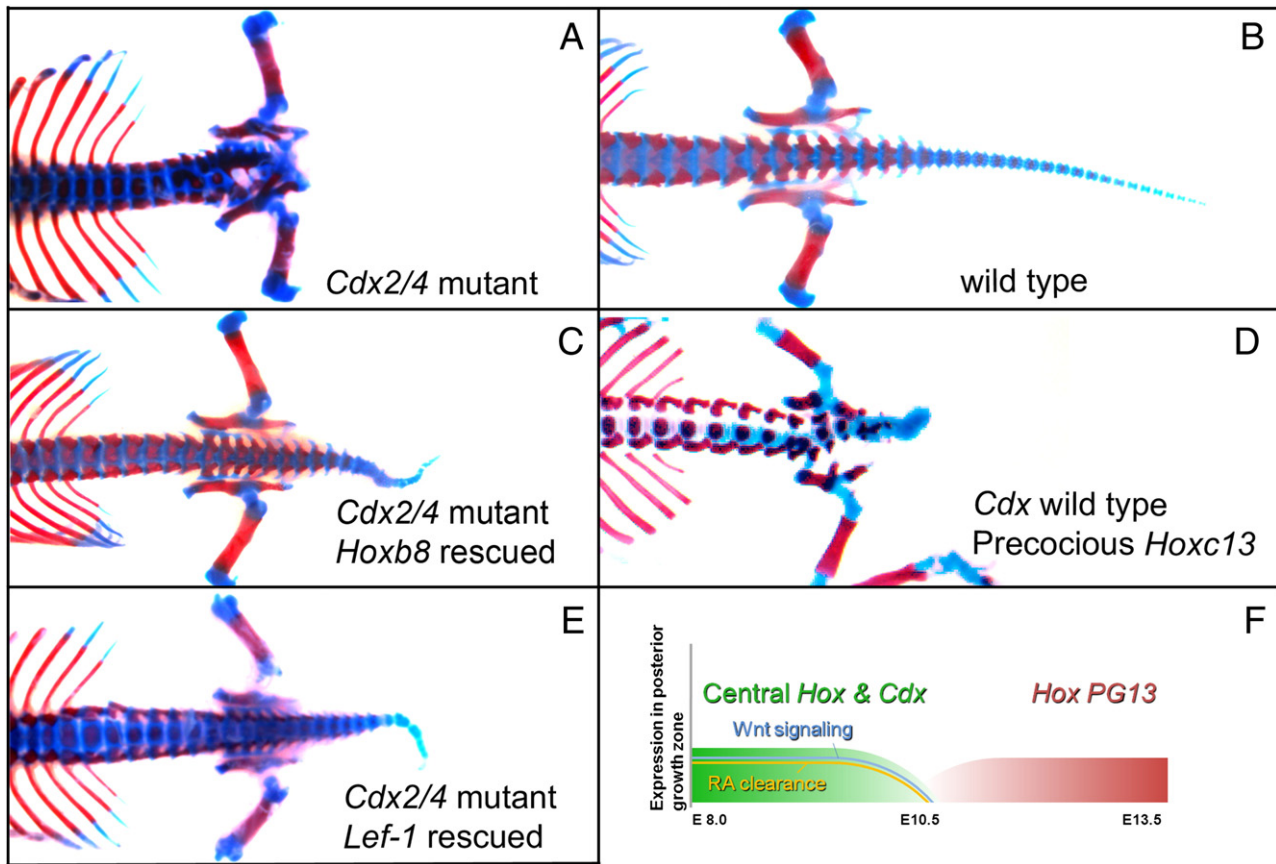 A
Cdx2/4 mutant
B
wild type
C
Cdx2/4 mutant
Hoxb8 rescued
D
Cdx wild type
Precocious Hoxc13
E
Cdx2/4 mutant
Lef-1 rescued
F
Expression in posterior
growth zone
Central Hox & Cdx
Hox PG13
Wnt signaling
RA clearance
E 8.0
E10.5
E13.5